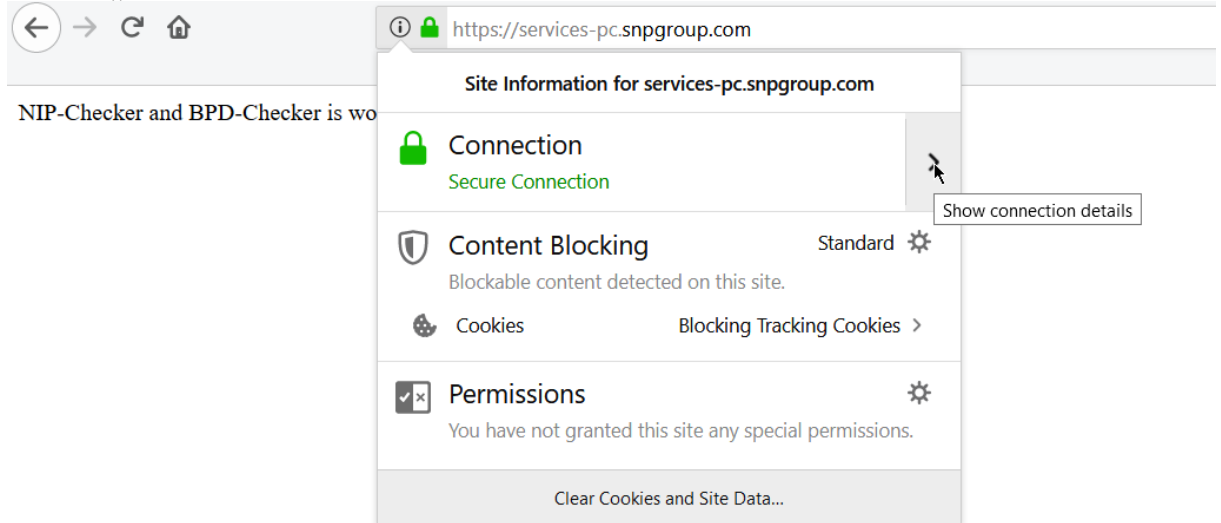 https://services-pc.snpgroup.com
Site Information for services-pc.snpgroup.com
NIP-Checker and BPD-Checker is wo
Connection
Secure Connection
Show connection details
Content Blocking
Standard
Blockable content detected on this site.
Cookies
Blocking Tracking Cookies
Permissions
You have not granted this site any special permissions.
Clear Cookies and Site Data...